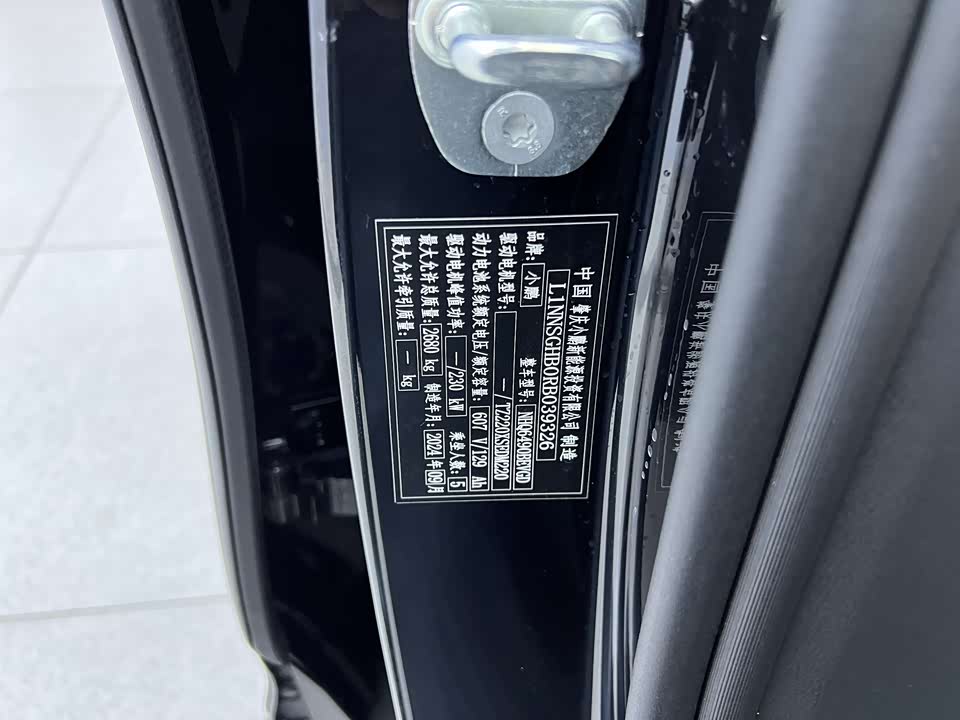 中国 肇庆小鹏新能源投资有限公司 制造
L1NNSGHB0RB039326
品牌: 小鹏 整车型号: NHQ6490BEVGD
驱动电机型号: —/TZ228XS9DM220
动力电池系统额定电压/额定容量: 607 V/129 Ah
驱动电机峰值功率: —/230 kW 乘坐人数: 5
最大允许总质量: 2680 kg 制造年月: 2024年09月
最大允许牵引质量: — kg